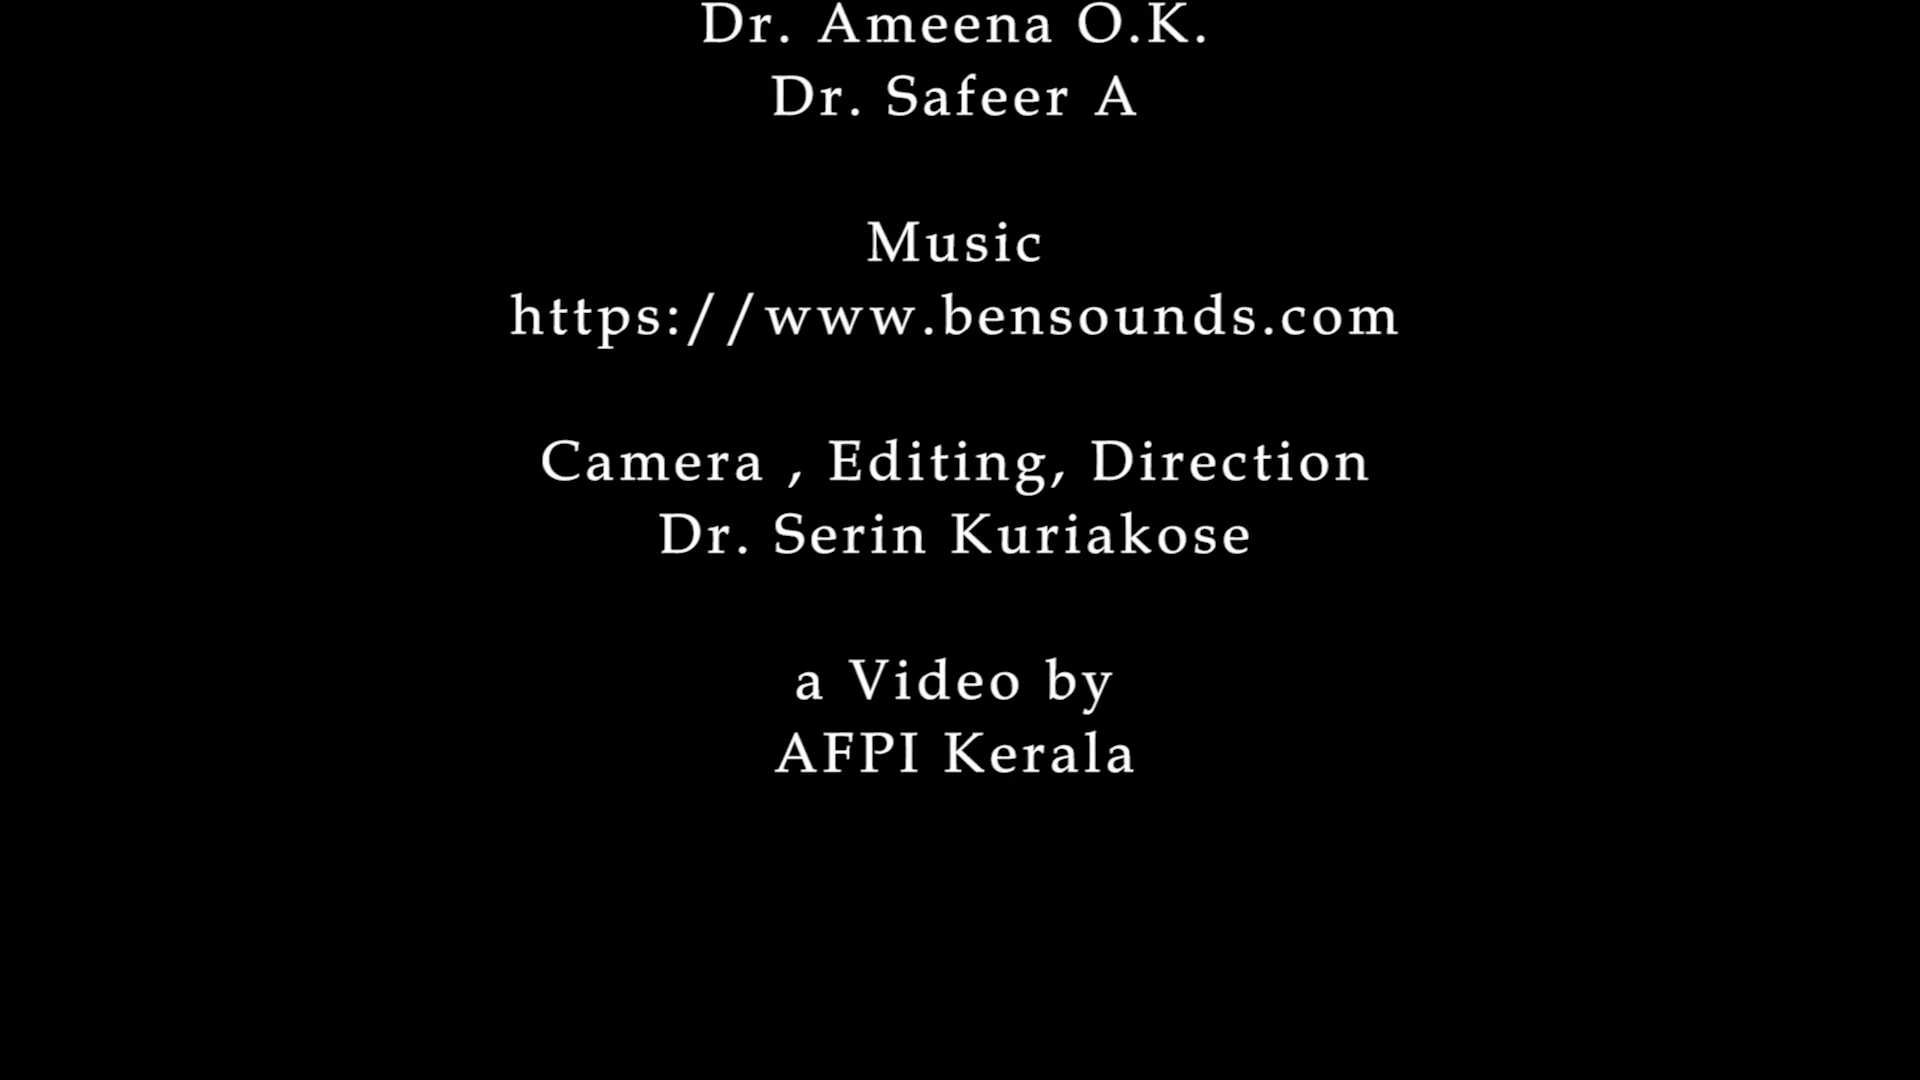 Dr. Ameena O.K.
Dr. Safeer A
Music
https://www.bensounds.com
Camera , Editing, Direction
Dr. Serin Kuriakose
a Video by
AFPI Kerala